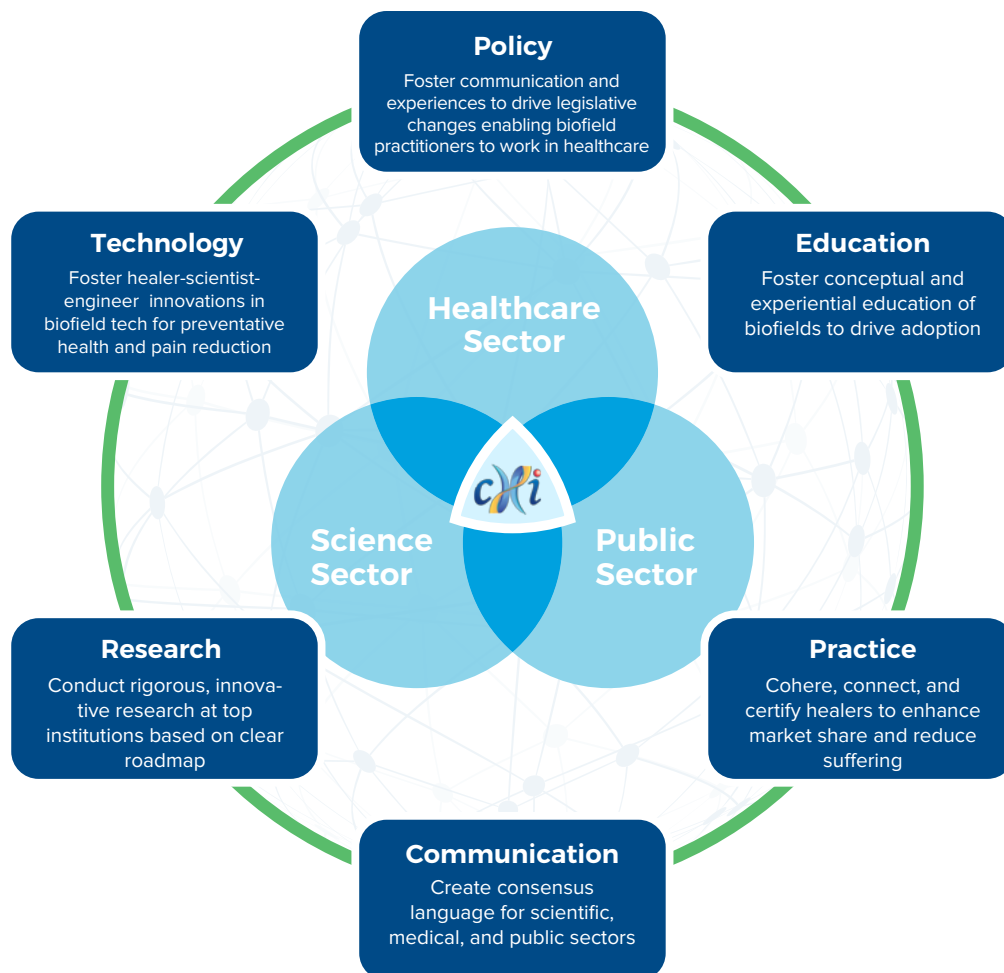 Policy
Foster communication and
experiences to drive legislative
changes enabling biofield
practitioners to work in healthcare
Technology
Foster healer-scientist-
engineer innovations in
biofield tech for preventative
health and pain reduction
Education
Foster conceptual and
experiential education of
biofields to drive adoption
Healthcare
Sector
cHi
Science
Sector
Public
Sector
Research
Conduct rigorous, innova-
tive research at top
institutions based on clear
roadmap
Practice
Cohere, connect, and
certify healers to enhance
market share and reduce
suffering
Communication
Create consensus
language for scientific,
medical, and public sectors